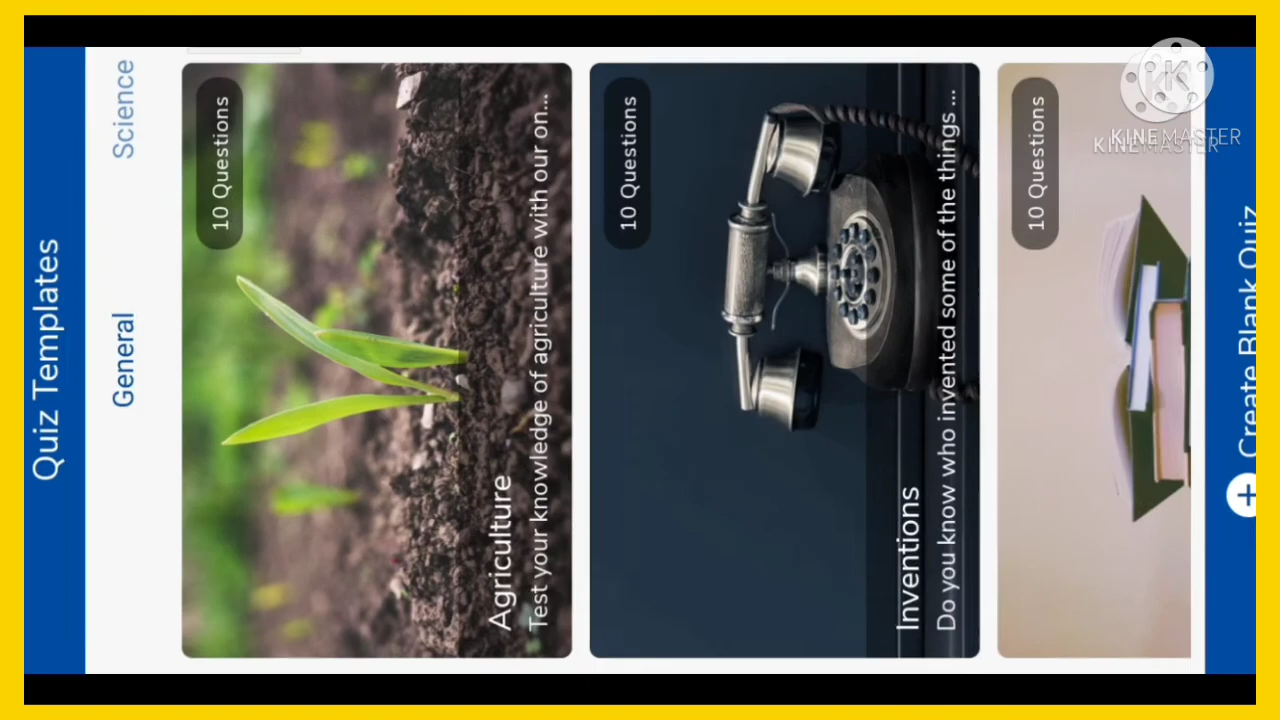 Quiz Templates
General
Science
10 Questions
Agriculture
Test your knowledge of agriculture with our on...
10 Questions
Inventions
Do you know who invented some of the things ...
10 Questions
+ Create Blank Quiz
K
KINEMASTER
K
KINEMASTER